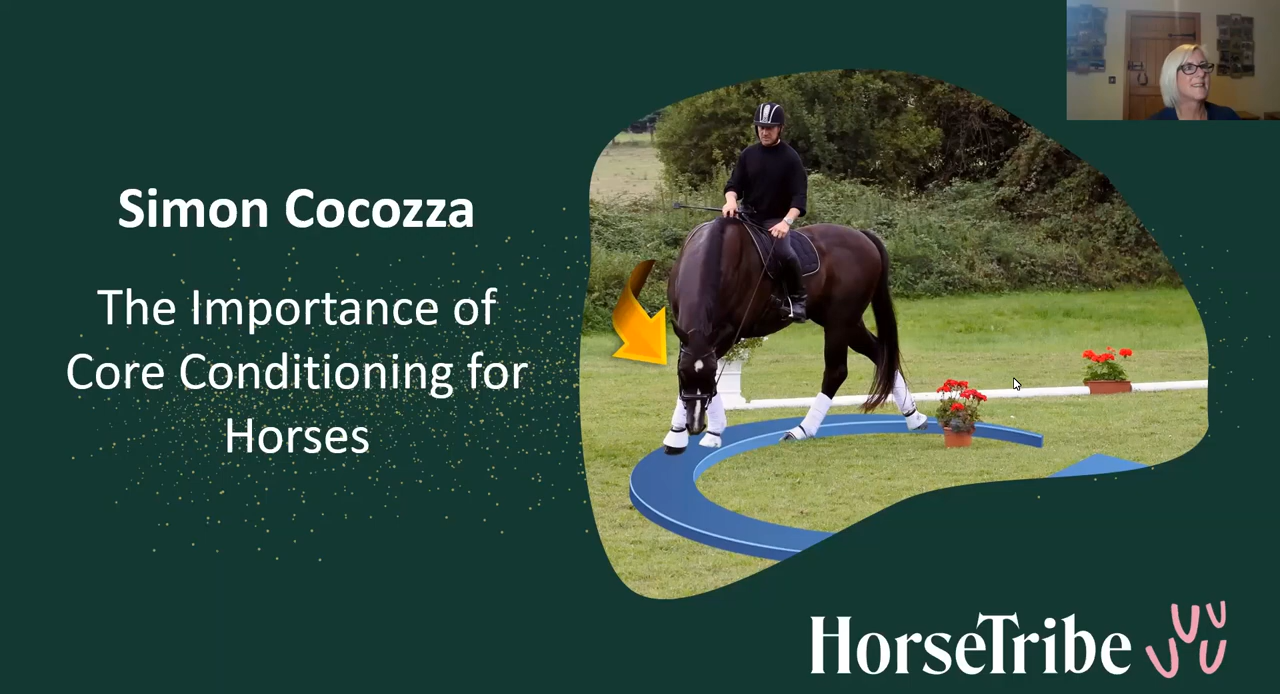 Simon Cocozza
The Importance of
Core Conditioning for
Horses
HorseTribe